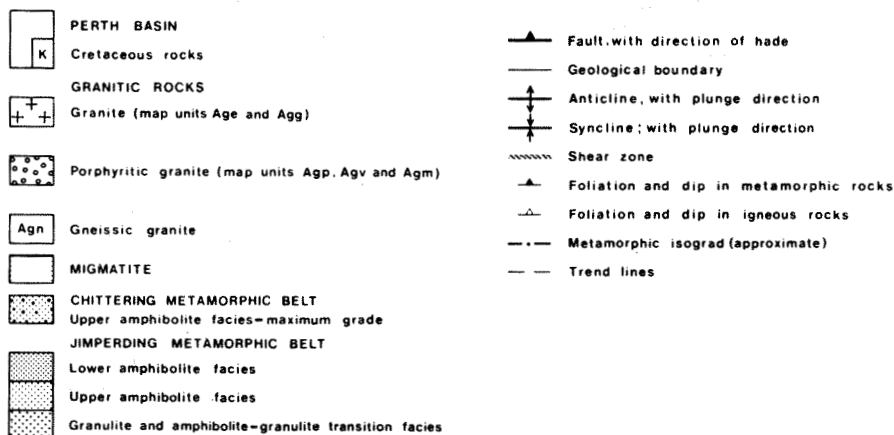 PERTH BASIN
K
Cretaceous rocks
GRANITIC ROCKS
Granite (map units Age and Agg)
Porphyritic granite (map units Agp, Agv and Agm)
Agn
Gneissic granite
MIGMATITE
CHITTERING METAMORPHIC BELT
Upper amphibolite facies-maximum grade
JIMPERDING METAMORPHIC BELT
Lower amphibolite facies
Upper amphibolite facies
Granulite and amphibolite-granulite transition facies
Fault, with direction of hade
Geological boundary
Anticline, with plunge direction
Syncline; with plunge direction
Shear zone
Foliation and dip in metamorphic rocks
Foliation and dip in igneous rocks
Metamorphic isograd (approximate)
Trend lines